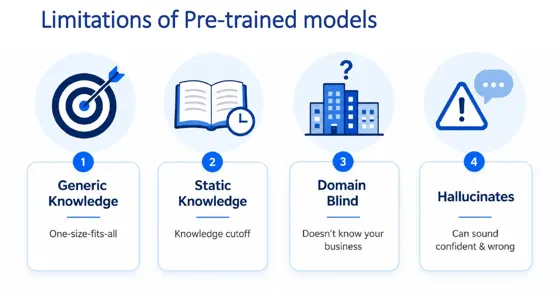 Limitations of Pre-trained models
?
1
Generic
Knowledge
One-size-fits-all
2
Static
Knowledge
Knowledge cutoff
3
Domain
Blind
Doesn't know your
business
4
Hallucinates
Can sound
confident & wrong